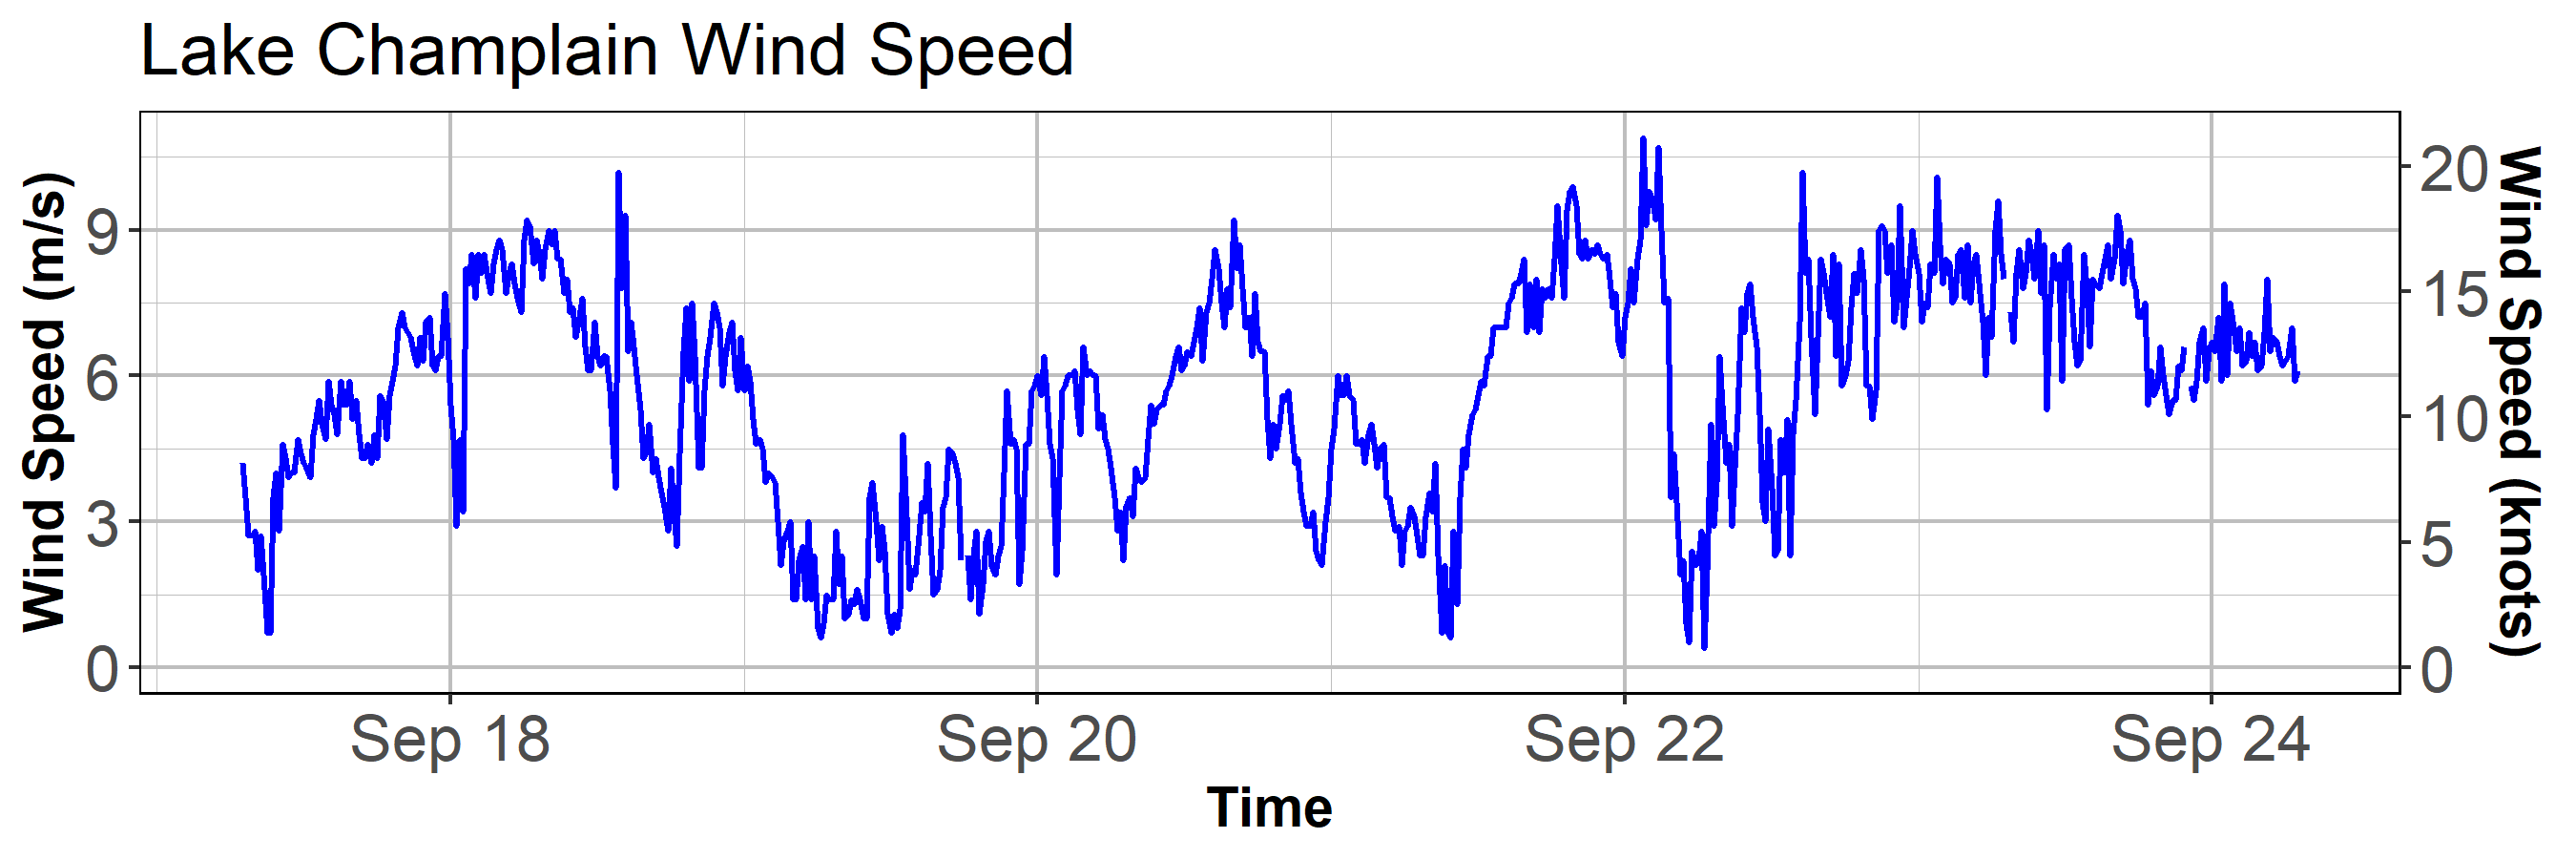 Lake Champlain Wind Speed
Wind Speed (m/s)
9
6
3
0
20
15
10
5
0
Wind Speed (knots)
Sep 18
Sep 20
Sep 22
Sep 24
Time